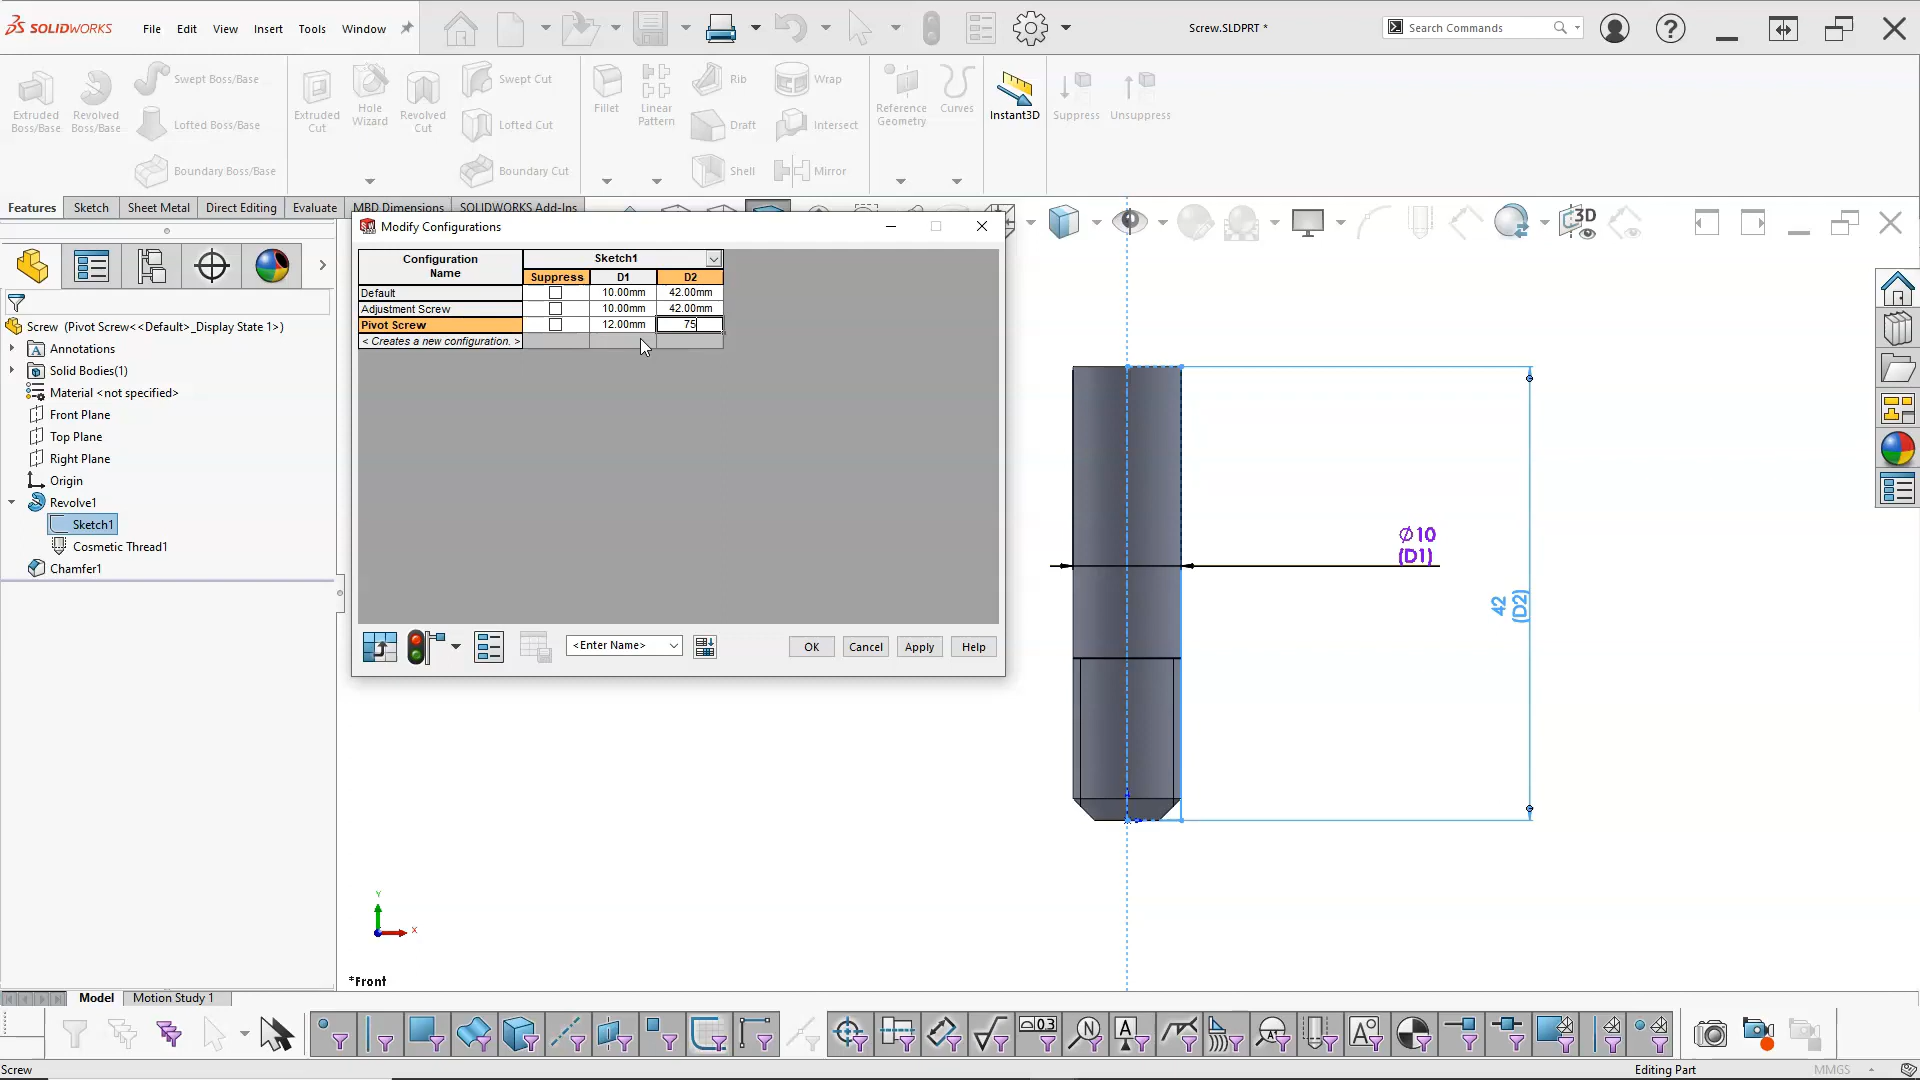 SOLIDWORKS File Edit View Insert Tools Window
Screw.SLDPRT *
Search Commands
Extruded Boss/Base
Revolved Boss/Base
Swept Boss/Base
Lofted Boss/Base
Boundary Boss/Base
Extruded Cut
Hole Wizard
Revolved Cut
Swept Cut
Lofted Cut
Boundary Cut
Fillet
Linear Pattern
Rib
Draft
Shell
Wrap
Intersect
Mirror
Reference Geometry
Curves
Instant3D
Suppress
Unsuppress
Features Sketch Sheet Metal Direct Editing Evaluate MBD Dimensions SOLIDWORKS Add-Ins
Modify Configurations
Configuration Name Sketch1
Suppress D1 D2
Default 10.00mm 42.00mm
Adjustment Screw 10.00mm 42.00mm
Pivot Screw 12.00mm 75
< Creates a new configuration. >
<Enter Name>
OK Cancel Apply Help
Screw (Pivot Screw<<Default>_Display State 1>)
Annotations
Solid Bodies(1)
Material <not specified>
Front Plane
Top Plane
Right Plane
Origin
Revolve1
Sketch1
Cosmetic Thread1
Chamfer1
3D
∅10
(D1)
42
(D2)
Y
X
*Front
Model Motion Study 1
0.3
N
A
A
Screw
Editing Part
MMGS